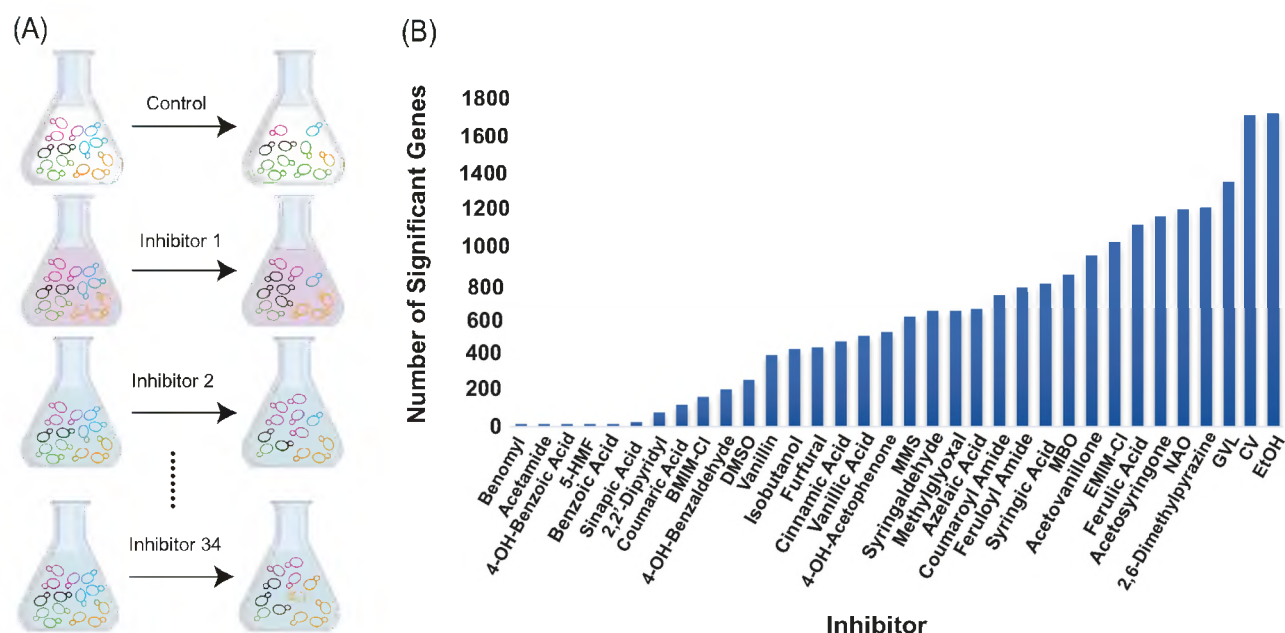 (A)
Control
Inhibitor 1
Inhibitor 2
Inhibitor 34
(B)
Number of Significant Genes
1800
1600
1400
1200
1000
800
600
400
200
0
Benomyl
Acetamide
4-OH-Benzoic Acid
5-HMF
Benzoic Acid
Sinapic Acid
2,2'-Dipyridyl
Coumaric Acid
BMIM-Cl
4-OH-Benzaldehyde
DMSO
Vanillin
Isobutanol
Furfural
Cinnamic Acid
Vanillic Acid
4-OH-Acetophenone
MMS
Syringaldehyde
Methylglyoxal
Azelaic Acid
Coumaroyl Amide
Feruloyl Amide
Syringic Acid
MBO
Acetovanillone
EMIM-Cl
Ferulic Acid
Acetosyringone
NAO
2,6-Dimethylpyrazine
GVL
CV
EtOH
Inhibitor